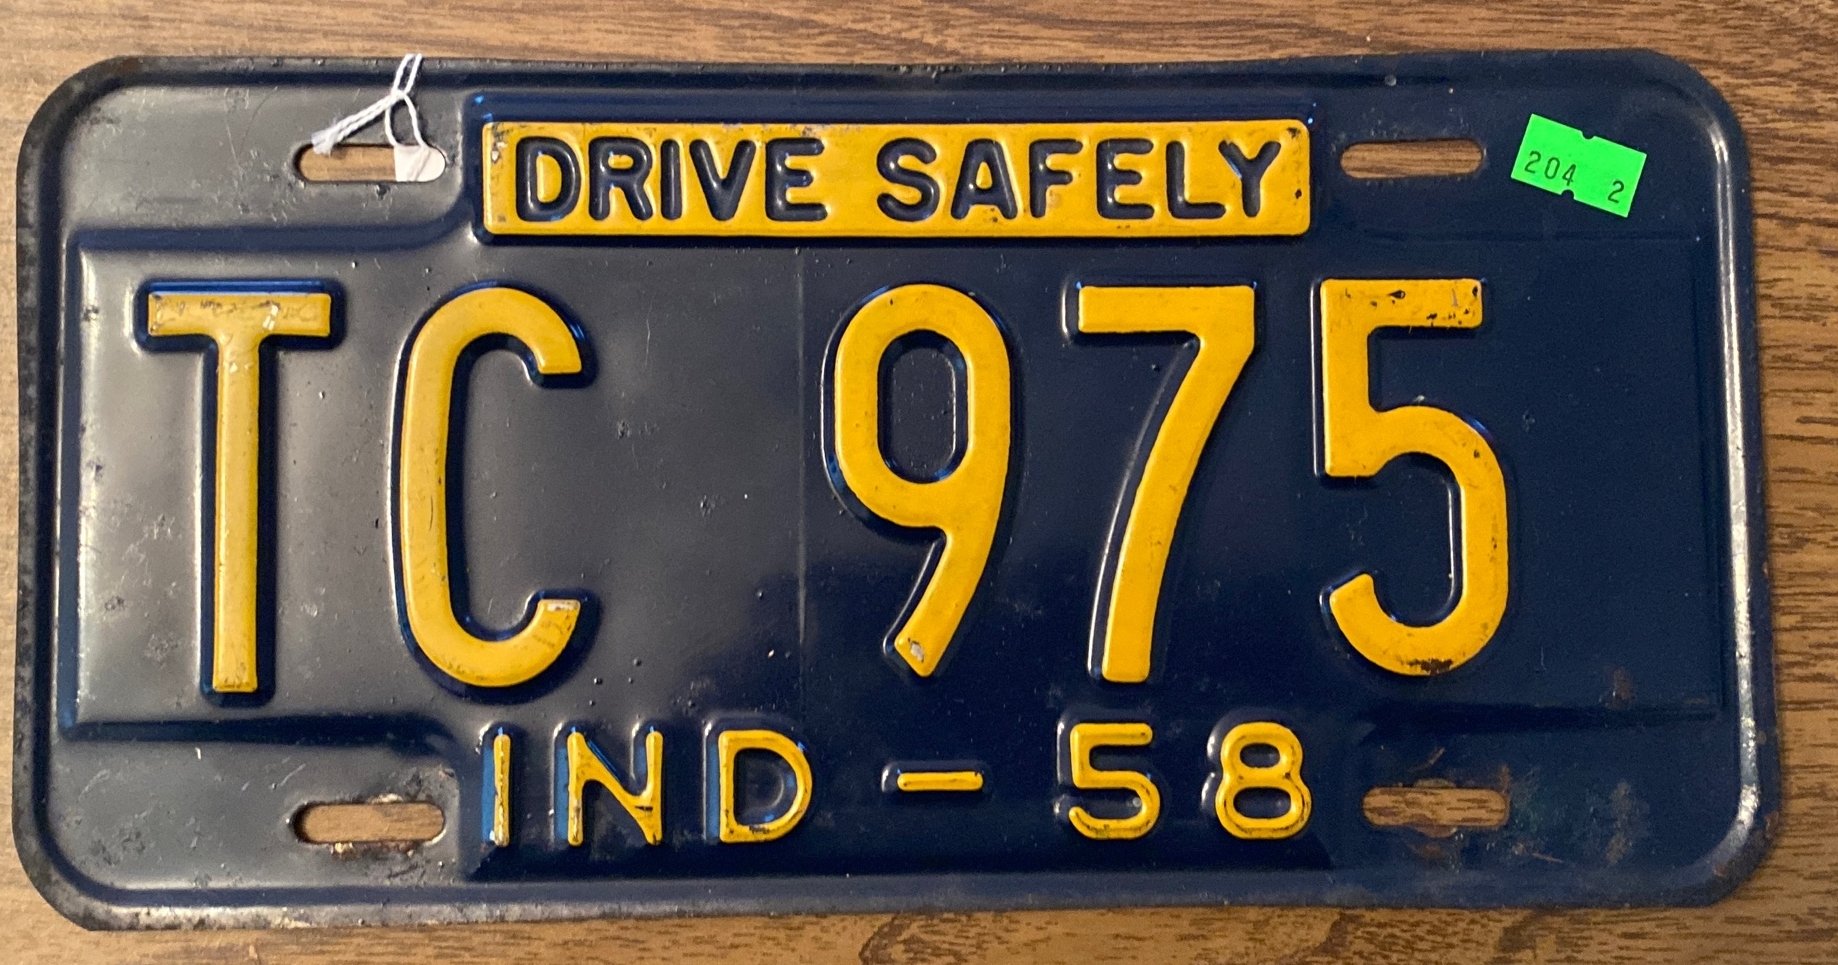 DRIVE SAFELY
204 2
TC 975
IND-58